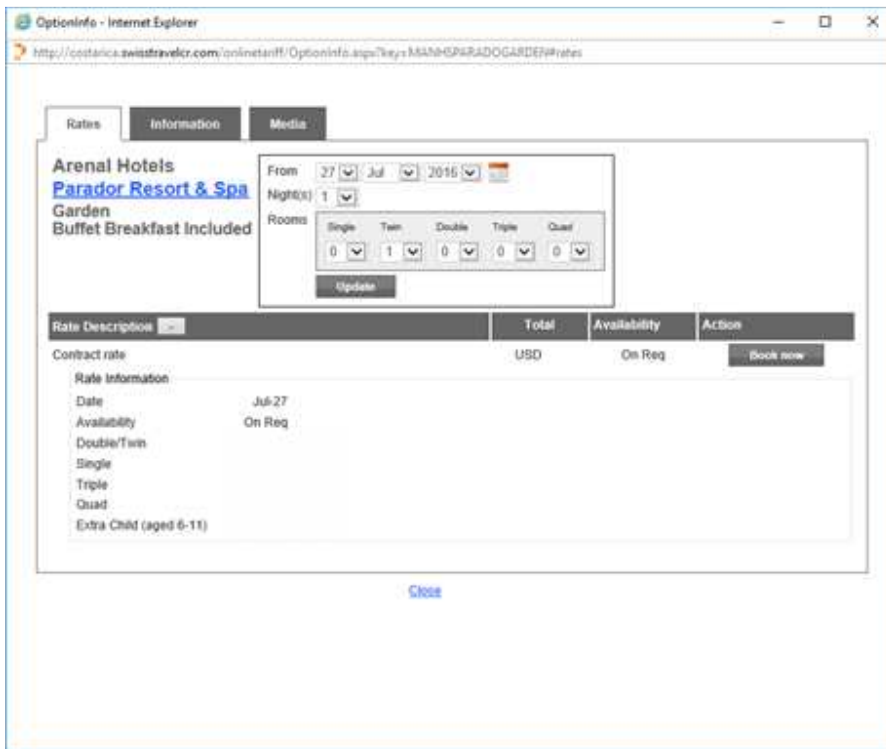 OptionInfo - Internet Explorer
http://costarica.swisstravelcr.com/onlinetariff/OptionInfo.aspx?key=MANHSPARADOGARDEN#rates
Rates Information Media
Arenal Hotels
Parador Resort & Spa
Garden
Buffet Breakfast Included
From 27 Jul 2016
Night(s) 1
Rooms
Single Twin Double Triple Quad
0 1 0 0 0
Update
Rate Description - Total Availability Action
Contract rate USD On Req Book now
Rate Information
Date Jul-27
Availability On Req
Double/Twin
Single
Triple
Quad
Extra Child (aged 6-11)
Close